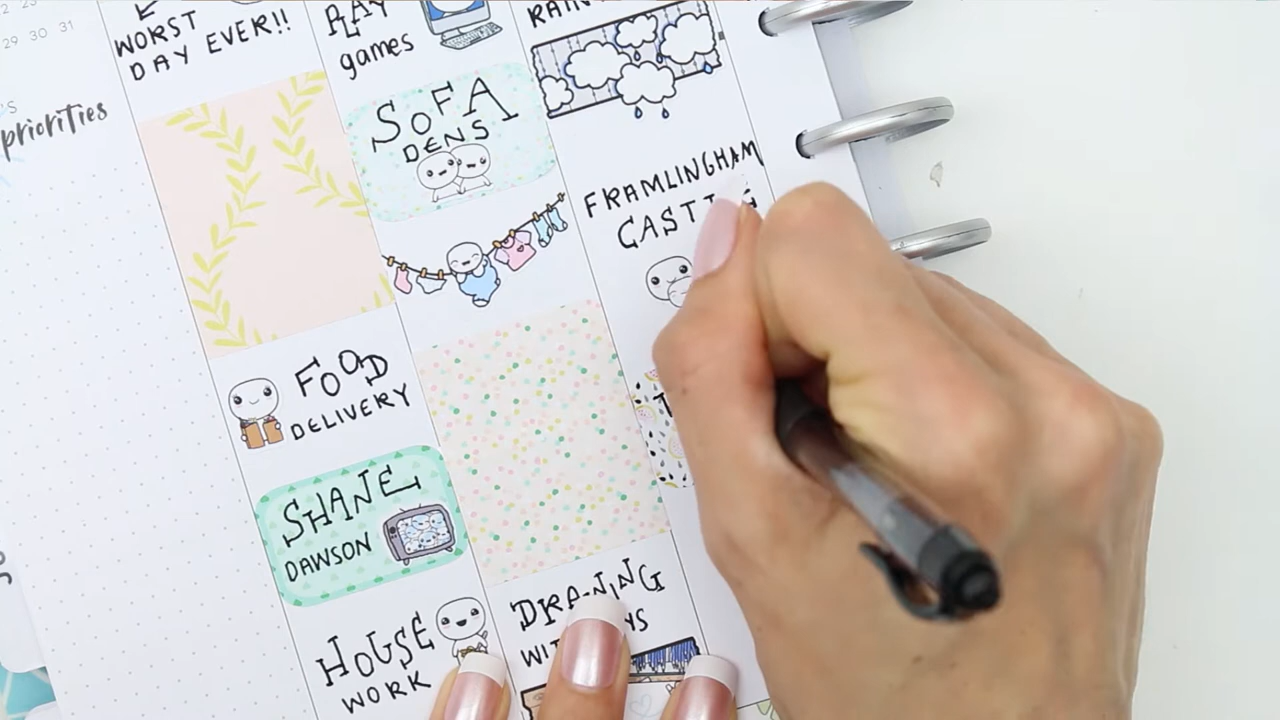 29 30 31
priorities
WORST
DAY EVER!!
FOOD
DELIVERY
SHANE
DAWSON
HOUSE
WORK
PLAY
games
SOFA
DENS
DRAWING
FRAMLINGHAM